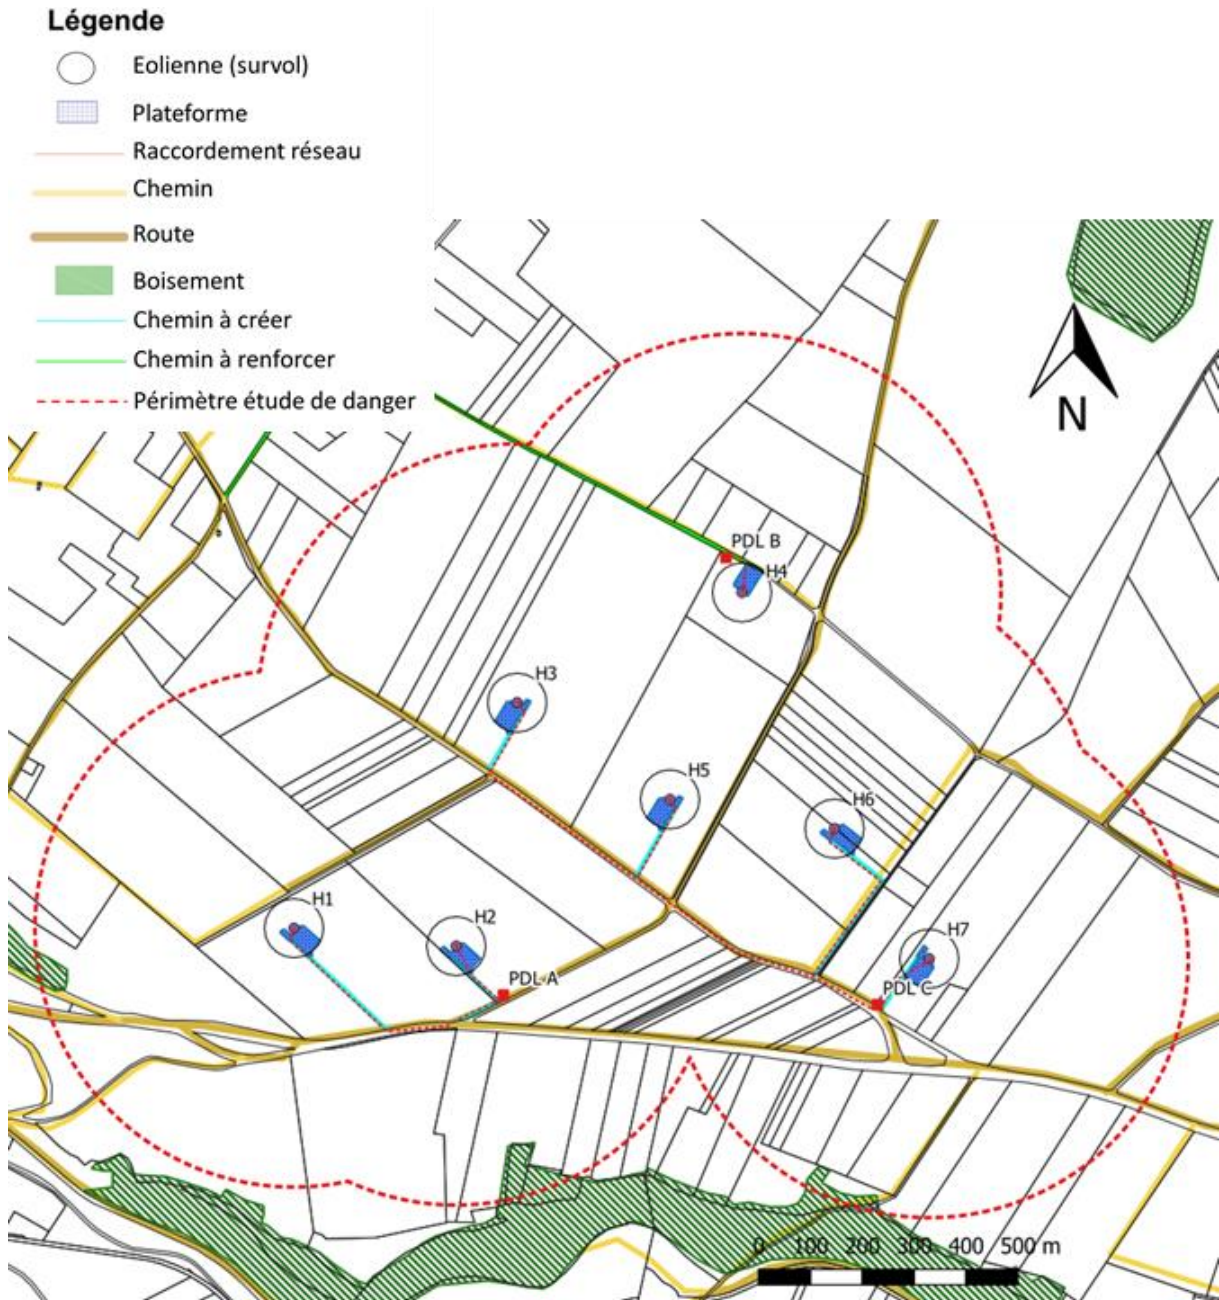 Légende
Eolienne (survol)
Plateforme
Raccordement réseau
Chemin
Route
Boisement
Chemin à créer
Chemin à renforcer
Périmètre étude de danger
N
PDL B
H4
H3
H5
H6
H1
H2
H7
PDL A
PDL C
0 100 200 300 400 500 m